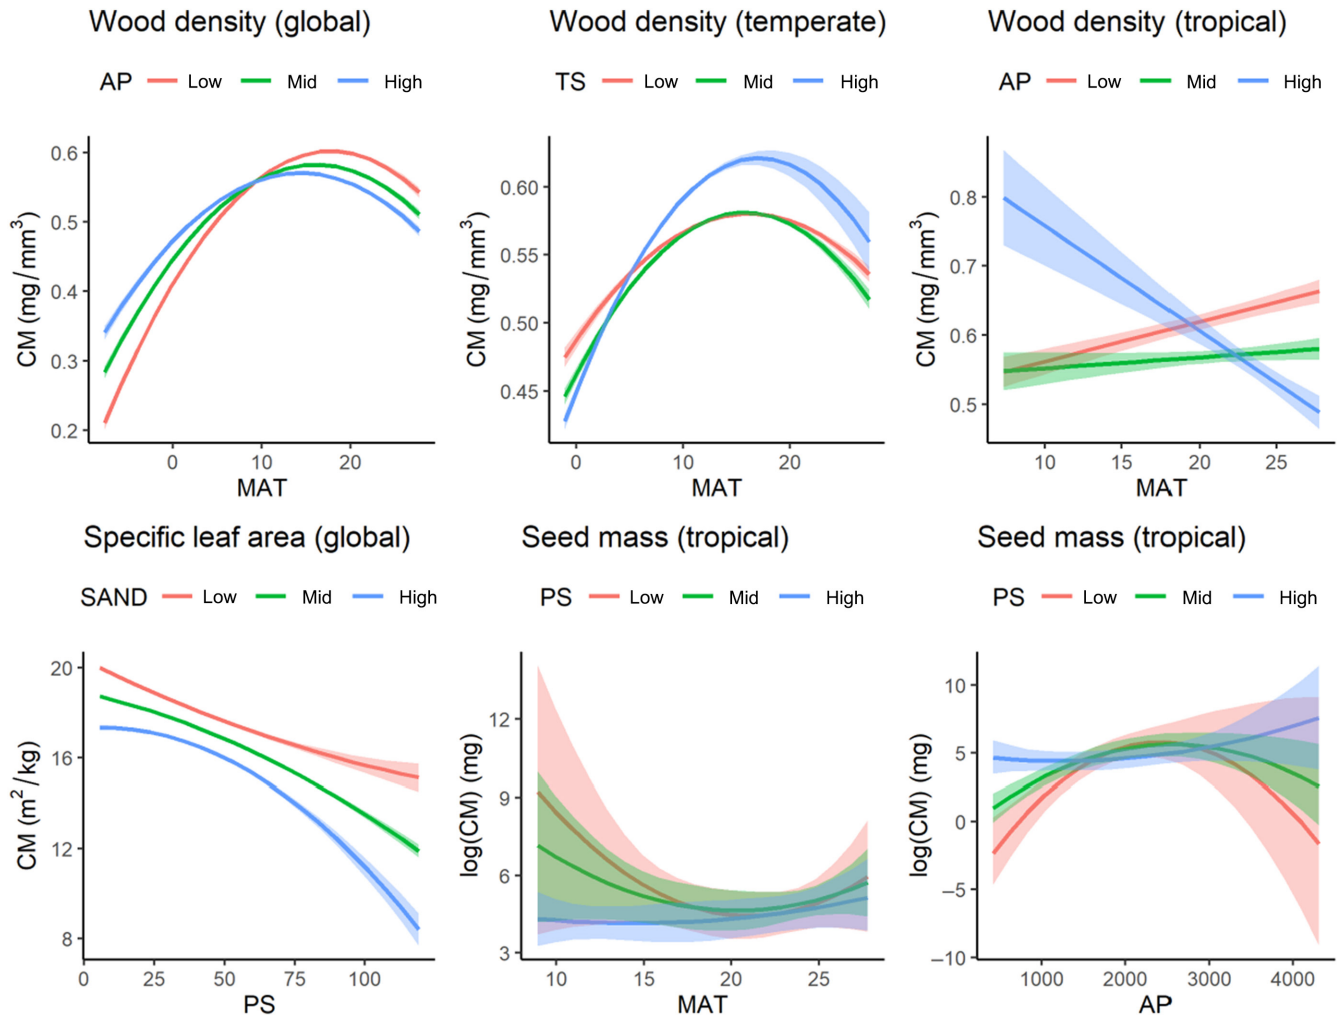 Wood density (global)
AP Low Mid High
CM (mg/mm³)
0.6
0.5
0.4
0.3
0.2
0 10 20
MAT
Wood density (temperate)
TS Low Mid High
CM (mg/mm³)
0.60
0.55
0.50
0.45
0 10 20
MAT
Wood density (tropical)
AP Low Mid High
CM (mg/mm³)
0.8
0.7
0.6
0.5
10 15 20 25
MAT
Specific leaf area (global)
SAND Low Mid High
CM (m²/kg)
20
16
12
8
0 25 50 75 100
PS
Seed mass (tropical)
PS Low Mid High
log(CM) (mg)
12
9
6
3
10 15 20 25
MAT
Seed mass (tropical)
PS Low Mid High
log(CM) (mg)
10
5
0
−5
−10
1000 2000 3000 4000
AP